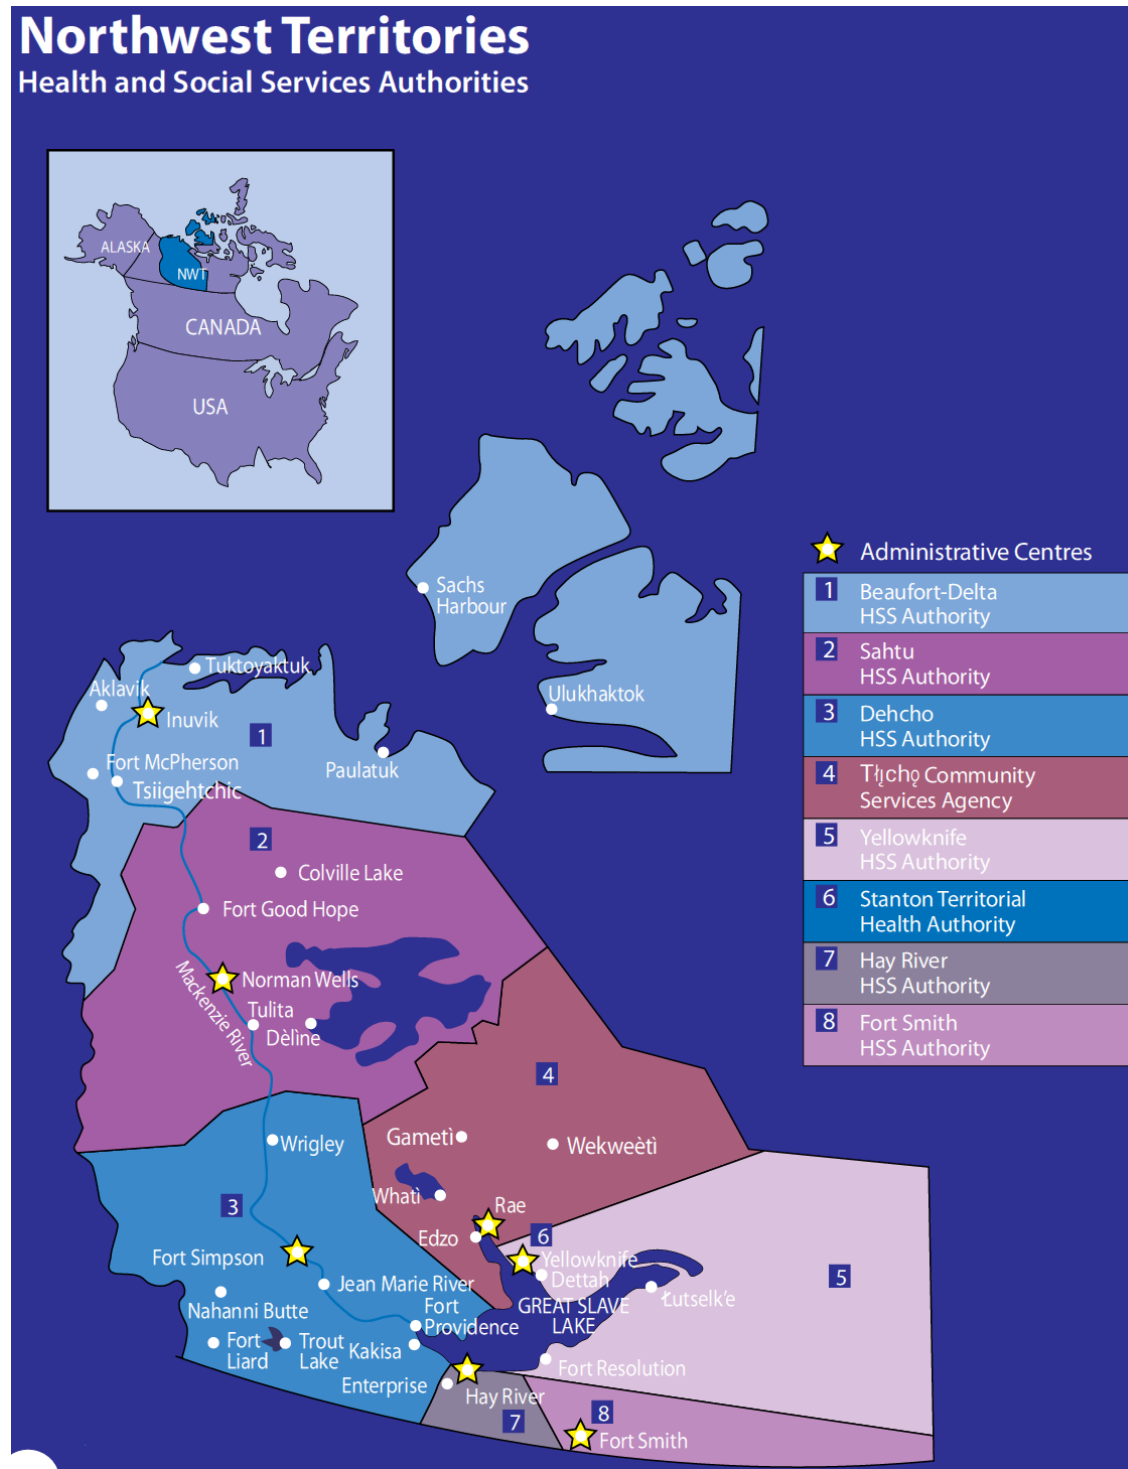 Northwest Territories
Health and Social Services Authorities
ALASKA
NWT
CANADA
USA
Administrative Centres
1 Beaufort-Delta
HSS Authority
2 Sahtu
HSS Authority
3 Dehcho
HSS Authority
4 Tłı̨chǫ Community
Services Agency
5 Yellowknife
HSS Authority
6 Stanton Territorial
Health Authority
7 Hay River
HSS Authority
8 Fort Smith
HSS Authority
Sachs
Harbour
Tuktoyaktuk
Aklavik
Ulukhaktok
Inuvik
1
Fort McPherson
Paulatuk
Tsiigehtchic
2
Colville Lake
Fort Good Hope
Norman Wells
Mackenzie River
Tulita
Dèlìne
4
Gametì
Wekweètì
Wrigley
Whatì
Rae
3
Edzo
6
Fort Simpson
Yellowknife
Dettah
5
Jean Marie River
Łutselk'e
Nahanni Butte
Fort
Providence
GREAT SLAVE
LAKE
Fort
Liard
Trout
Lake
Kakisa
Fort Resolution
Enterprise
Hay River
7
8
Fort Smith